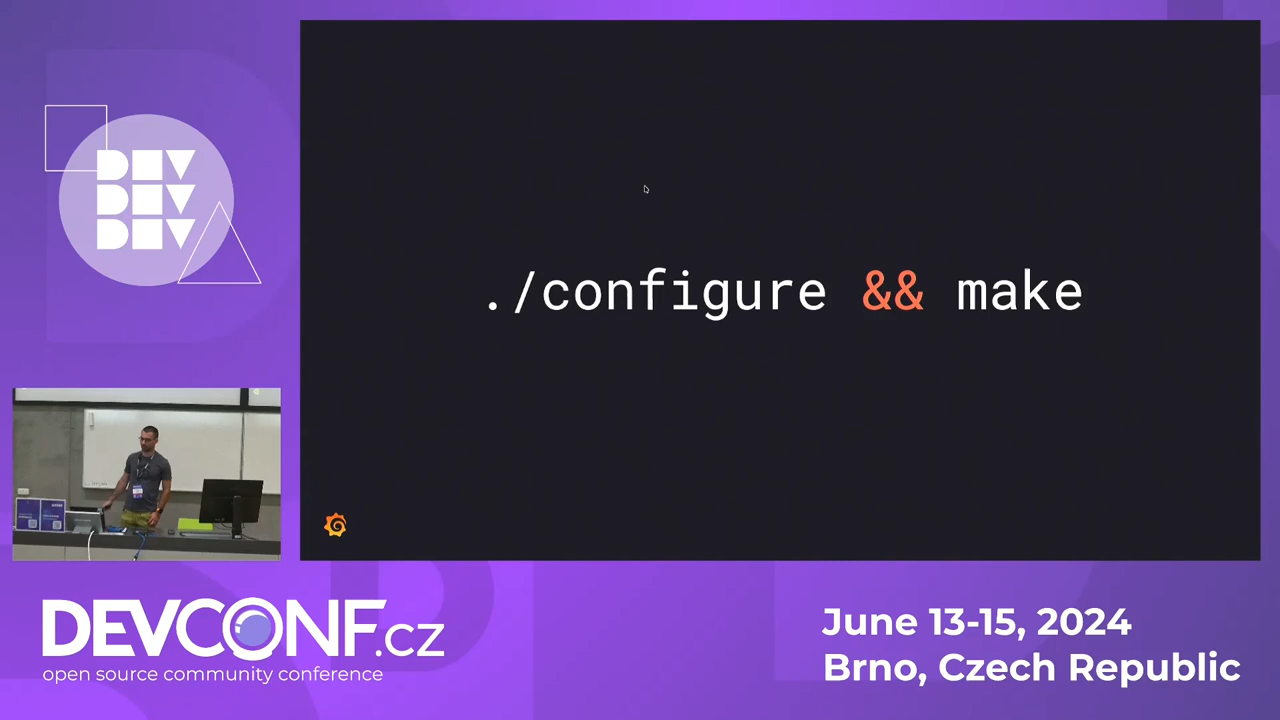 DEV
DEV
DEV
./configure && make
DEVCONF.cz
open source community conference
June 13-15, 2024
Brno, Czech Republic